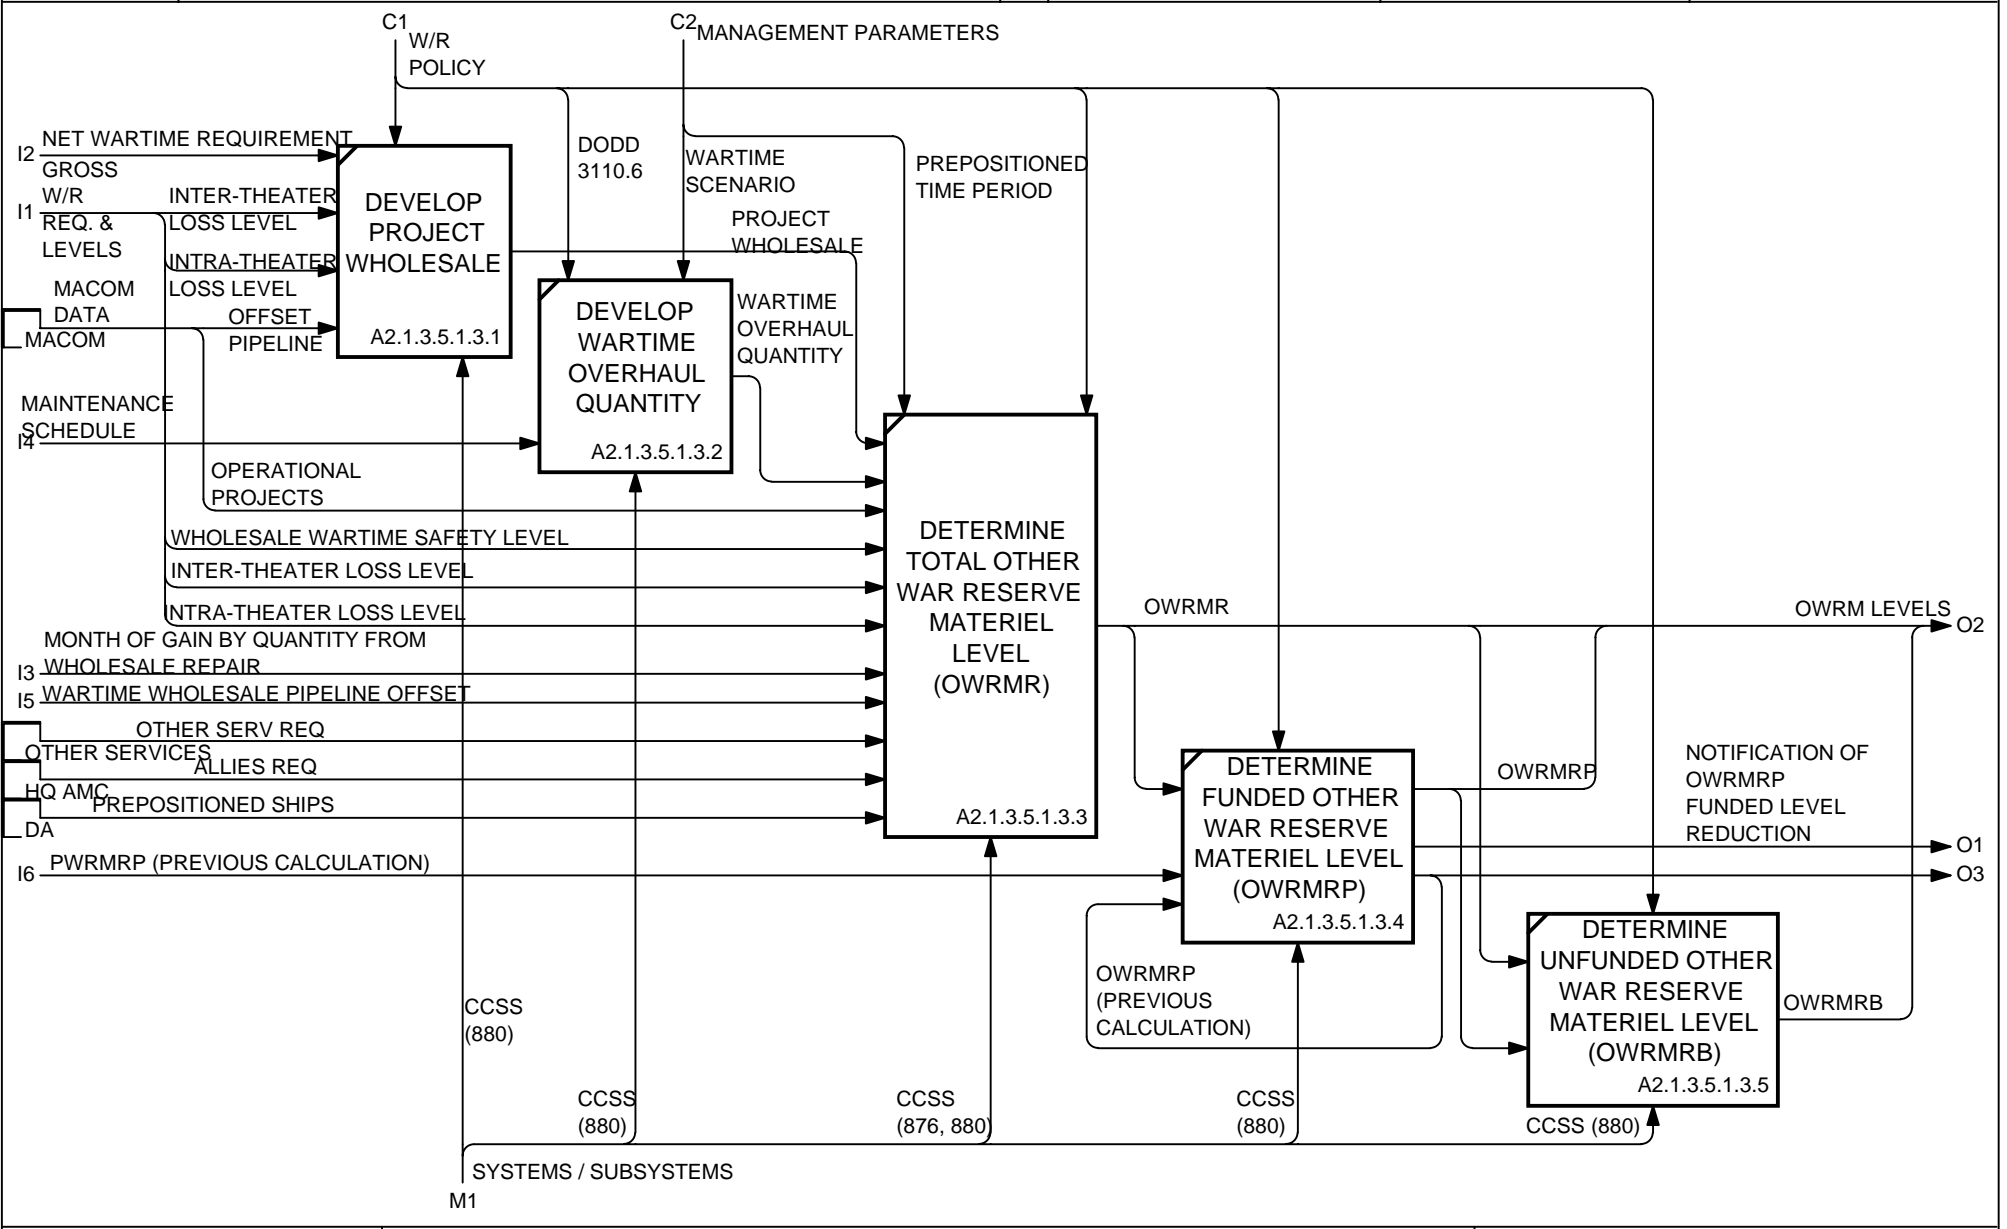 C1
W/R
POLICY
C2
MANAGEMENT PARAMETERS
I2
NET WARTIME REQUIREMENT
GROSS
W/R
REQ. &
LEVELS
I1
INTER-THEATER
LOSS LEVEL
INTRA-THEATER
LOSS LEVEL
MACOM
DATA
MACOM
OFFSET
PIPELINE
DEVELOP
PROJECT
WHOLESALE
A2.1.3.5.1.3.1
DODD
3110.6
WARTIME
SCENARIO
PREPOSITIONED
TIME PERIOD
PROJECT
WHOLESALE
DEVELOP
WARTIME
OVERHAUL
QUANTITY
A2.1.3.5.1.3.2
WARTIME
OVERHAUL
QUANTITY
MAINTENANCE
SCHEDULE
I4
OPERATIONAL
PROJECTS
WHOLESALE WARTIME SAFETY LEVEL
INTER-THEATER LOSS LEVEL
INTRA-THEATER LOSS LEVEL
MONTH OF GAIN BY QUANTITY FROM
WHOLESALE REPAIR
I3
I5
WARTIME WHOLESALE PIPELINE OFFSET
OTHER SERV REQ
OTHER SERVICES
ALLIES REQ
HQ AMC
PREPOSITIONED SHIPS
DA
I6
PWRMRP (PREVIOUS CALCULATION)
DETERMINE
TOTAL OTHER
WAR RESERVE
MATERIEL
LEVEL
(OWRMR)
A2.1.3.5.1.3.3
OWRMR
OWRM LEVELS
O2
DETERMINE
FUNDED OTHER
WAR RESERVE
MATERIEL LEVEL
(OWRMRP)
A2.1.3.5.1.3.4
OWRMRP
NOTIFICATION OF
OWRMRP
FUNDED LEVEL
REDUCTION
O1
O3
OWRMRP
(PREVIOUS
CALCULATION)
DETERMINE
UNFUNDED OTHER
WAR RESERVE
MATERIEL LEVEL
(OWRMRB)
A2.1.3.5.1.3.5
OWRMRB
CCSS
(880)
CCSS
(880)
CCSS
(876, 880)
CCSS
(880)
CCSS (880)
SYSTEMS / SUBSYSTEMS
M1